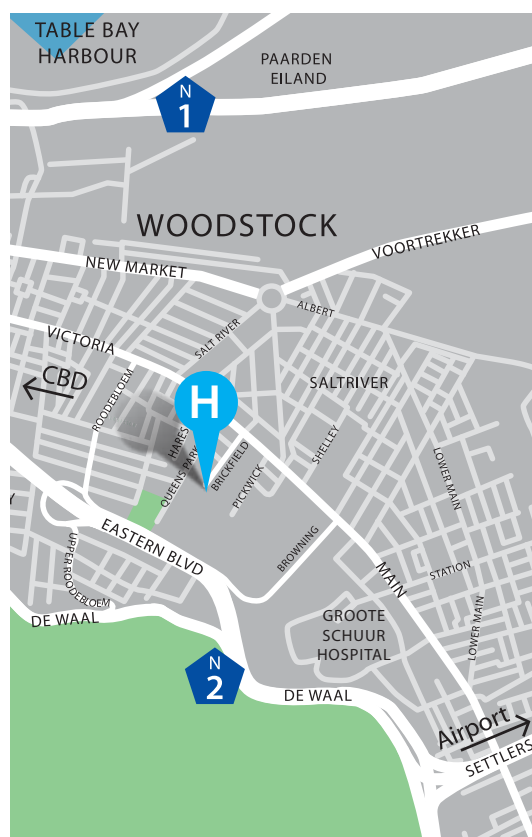 TABLE BAY
HARBOUR
PAARDEN
EILAND
N
1
WOODSTOCK
VOORTREKKER
NEW MARKET
ALBERT
VICTORIA
SALT RIVER
CBD
SALTRIVER
ROODEBLOEM
H
HARES
QUEENS PARK
BRICKFIELD
PICKWICK
SHELLEY
LOWER MAIN
EASTERN BLVD
BROWNING
MAIN
STATION
UPPER ROODEBLOEM
DE WAAL
GROOTE
SCHUUR
HOSPITAL
LOWER MAIN
N
2
DE WAAL
Airport
SETTLERS